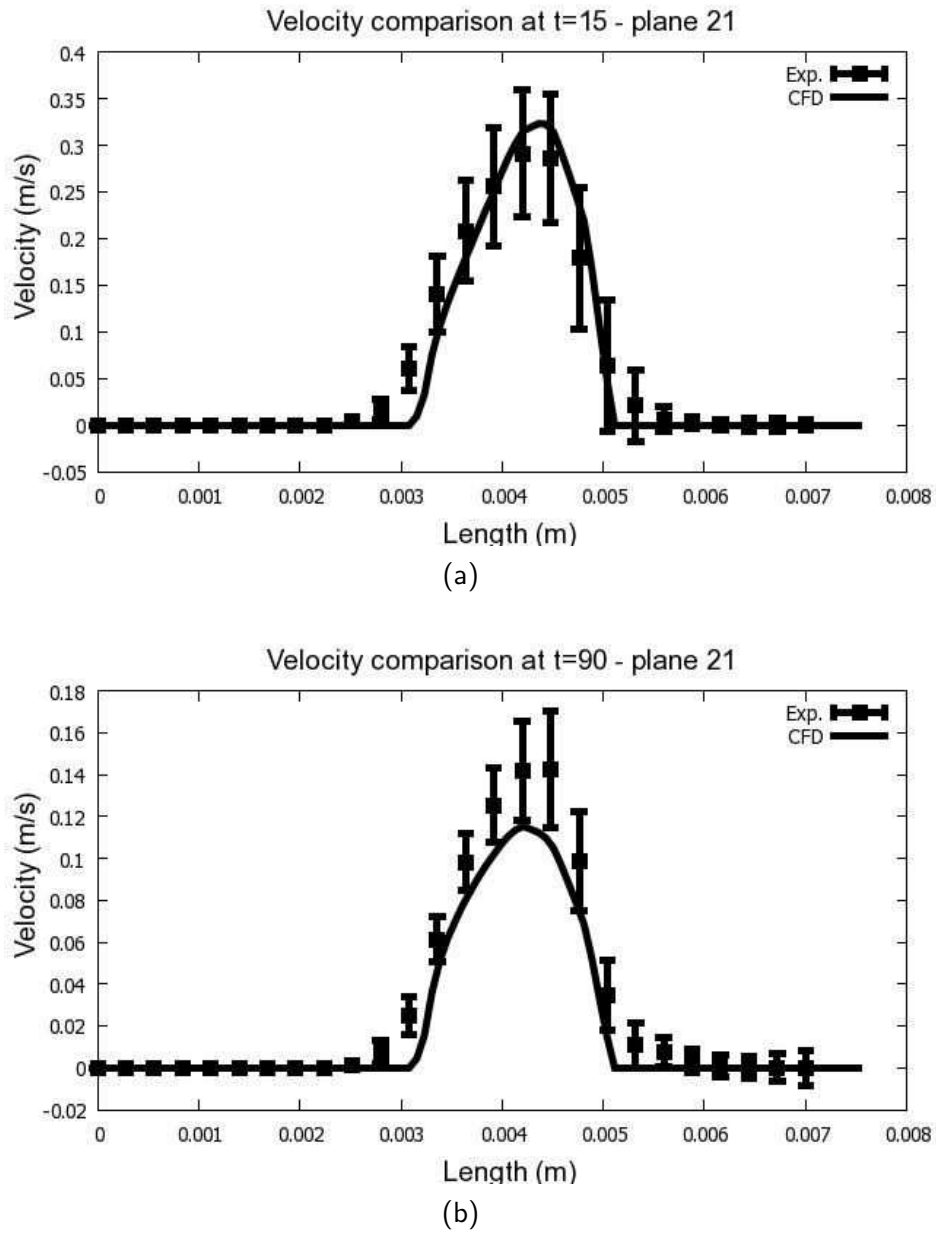 Velocity comparison at t=15 - plane 21
0.4
0.35
0.3
0.25
0.2
0.15
0.1
0.05
0
-0.05
Velocity (m/s)
Exp.
CFD
0 0.001 0.002 0.003 0.004 0.005 0.006 0.007 0.008
Length (m)
(a)
Velocity comparison at t=90 - plane 21
0.18
0.16
0.14
0.12
0.1
0.08
0.06
0.04
0.02
0
-0.02
Velocity (m/s)
Exp.
CFD
0 0.001 0.002 0.003 0.004 0.005 0.006 0.007 0.008
Length (m)
(b)